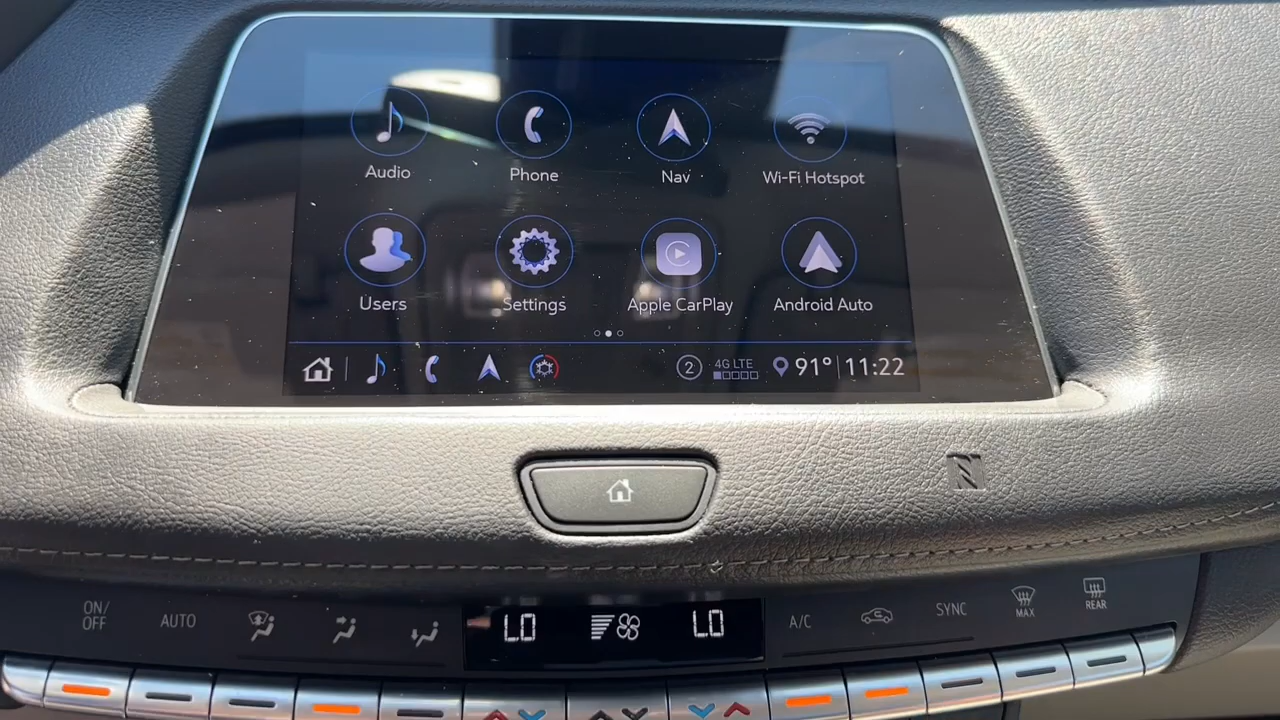 Audio Phone Nav Wi-Fi Hotspot
Users Settings Apple CarPlay Android Auto
2 4G LTE 91° 11:22
ON/OFF AUTO LO LO A/C SYNC MAX REAR